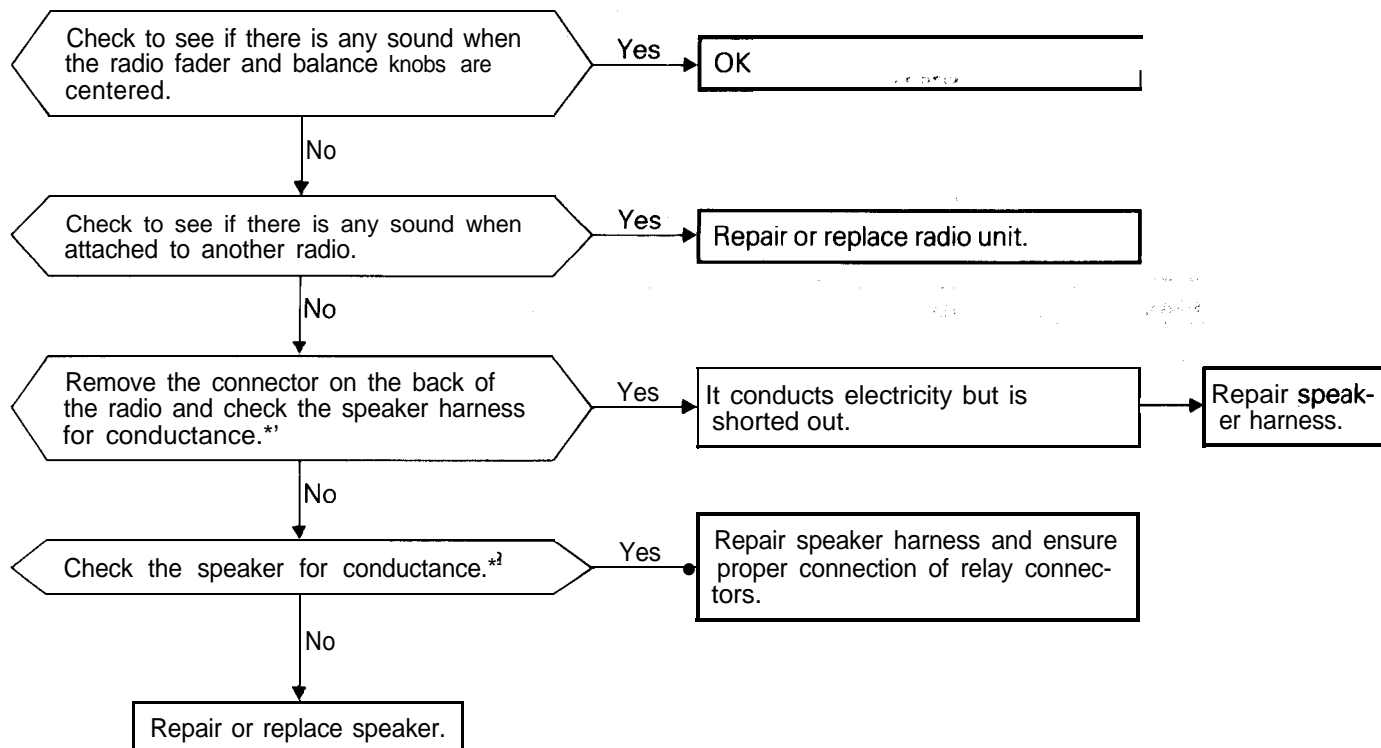 Check to see if there is any sound when
the radio fader and balance knobs are
centered.
Yes
OK
No
Check to see if there is any sound when
attached to another radio.
Yes
Repair or replace radio unit.
No
Remove the connector on the back of
the radio and check the speaker harness
for conductance.*'
Yes
It conducts electricity but is
shorted out.
Repair speak-
er harness.
No
Check the speaker for conductance.*²
Yes
Repair speaker harness and ensure
proper connection of relay connec-
tors.
No
Repair or replace speaker.